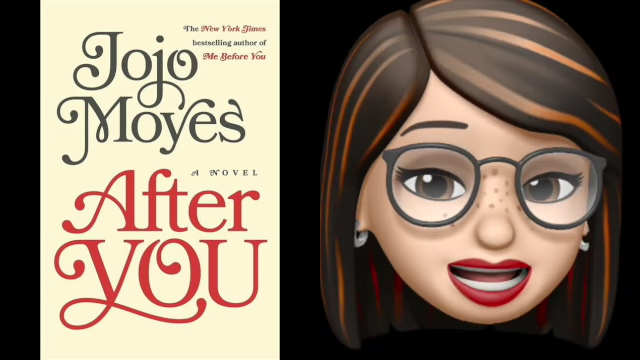 The New York Times
bestselling author of
Me Before You
Jojo
Moyes
A NOVEL
After
YOU